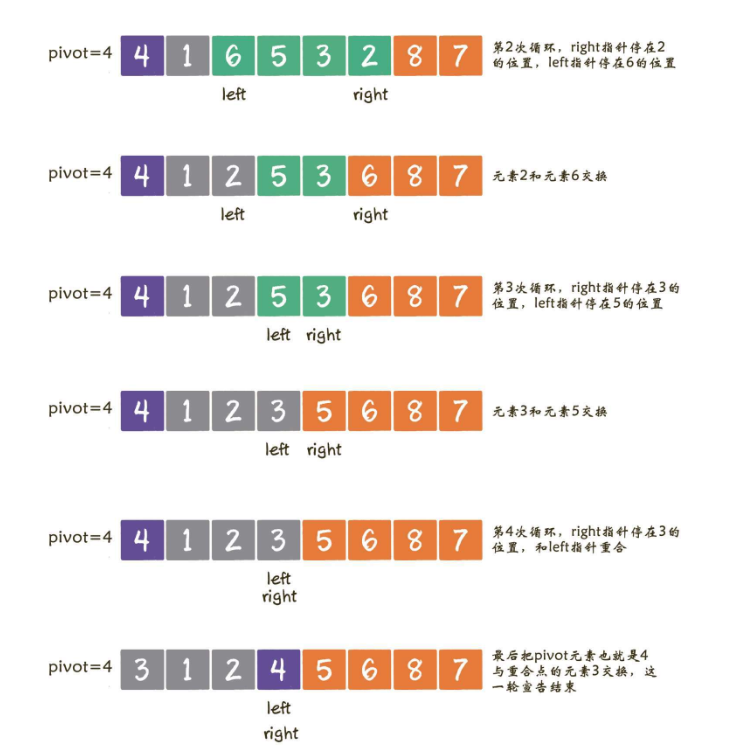 pivot=4 4 1 6 5 3 2 8 7 第2次循环，right指针停在2
的位置，left指针停在6的位置
left right
pivot=4 4 1 2 5 3 6 8 7 元素2和元素6交换
left right
pivot=4 4 1 2 5 3 6 8 7 第3次循环，right指针停在3的
位置，left指针停在5的位置
left right
pivot=4 4 1 2 3 5 6 8 7 元素3和元素5交换
left right
pivot=4 4 1 2 3 5 6 8 7 第4次循环，right指针停在3的
位置，和left指针重合
left
right
pivot=4 3 1 2 4 5 6 8 7 最后把pivot元素也就是4
与重合点的元素3交换，这
一轮宣告结束
left
right